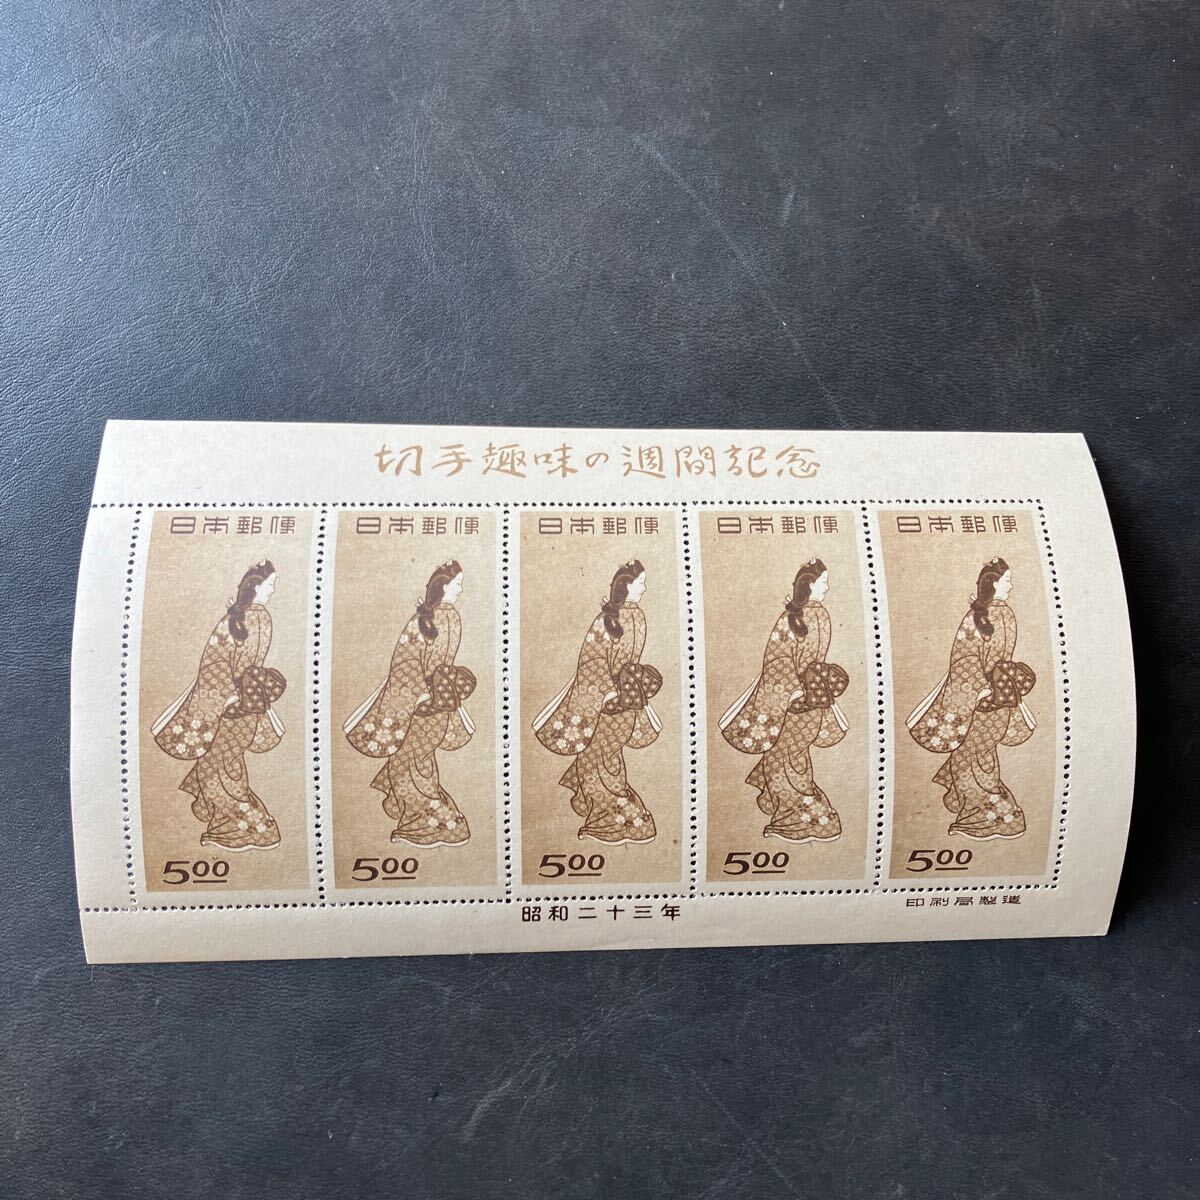 切手趣味の週間記念
日本郵便 日本郵便 日本郵便 日本郵便 日本郵便
5.00 5.00 5.00 5.00 5.00
昭和二十三年
印刷局製造